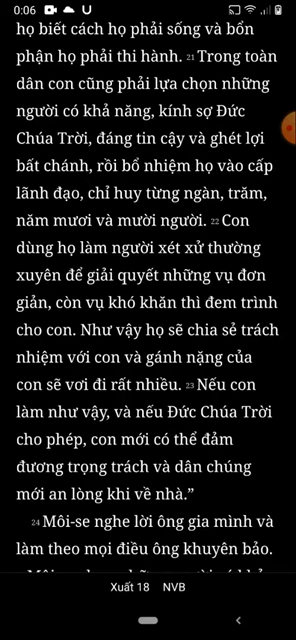 0:06
họ biết cách họ phải sống và bổn
phận họ phải thi hành. 21 Trong toàn
dân con cũng phải lựa chọn những
người có khả năng, kính sợ Đức
Chúa Trời, đáng tin cậy và ghét lợi
bất chánh, rồi bổ nhiệm họ vào cấp
lãnh đạo, chỉ huy từng ngàn, trăm,
năm mươi và mười người. 22 Con
dùng họ làm người xét xử thường
xuyên để giải quyết những vụ đơn
giản, còn vụ khó khăn thì đem trình
cho con. Như vậy họ sẽ chia sẻ trách
nhiệm với con và gánh nặng của
con sẽ vơi đi rất nhiều. 23 Nếu con
làm như vậy, và nếu Đức Chúa Trời
cho phép, con mới có thể đảm
đương trọng trách và dân chúng
mới an lòng khi về nhà.”
24 Môi-se nghe lời ông gia mình và
làm theo mọi điều ông khuyên bảo.
Xuất 18 NVB